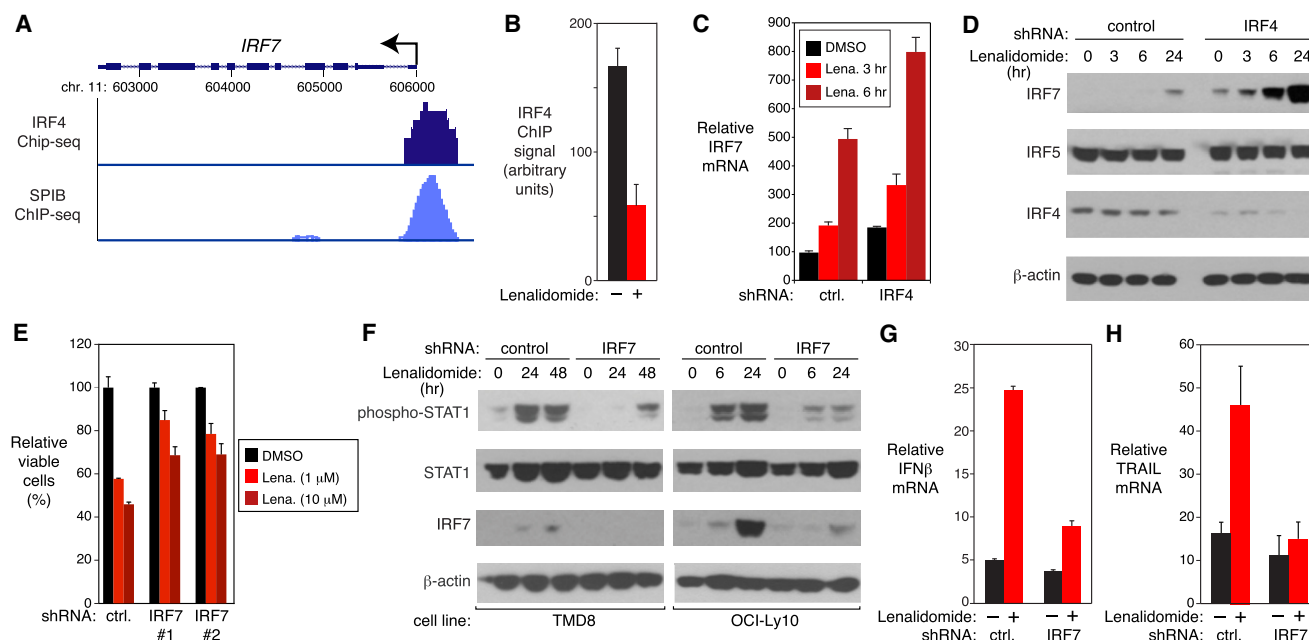 A
IRF7
chr. 11: 603000 604000 605000 606000
IRF4
Chip-seq
SPIB
ChIP-seq
B
200
100
0
IRF4
ChIP
signal
(arbitrary
units)
Lenalidomide: – +
C
Relative
IRF7
mRNA
900
800
700
600
500
400
300
200
100
0
DMSO
Lena. 3 hr
Lena. 6 hr
shRNA: ctrl. IRF4
D
shRNA: control IRF4
Lenalidomide: 0 3 6 24 0 3 6 24
(hr)
IRF7
IRF5
IRF4
β-actin
E
120
100
80
60
40
20
0
Relative
viable
cells
(%)
DMSO
Lena. (1 μM)
Lena. (10 μM)
shRNA: ctrl. IRF7 IRF7
#1 #2
F
shRNA: control IRF7 control IRF7
Lenalidomide: 0 24 48 0 24 48 0 6 24 0 6 24
(hr)
phospho-STAT1
STAT1
IRF7
β-actin
cell line: TMD8 OCI-Ly10
G
30
25
20
15
10
5
0
Relative
IFNβ
mRNA
Lenalidomide: – + – +
shRNA: ctrl. IRF7
H
60
50
40
30
20
10
0
Relative
TRAIL
mRNA
Lenalidomide: – + – +
shRNA: ctrl. IRF7